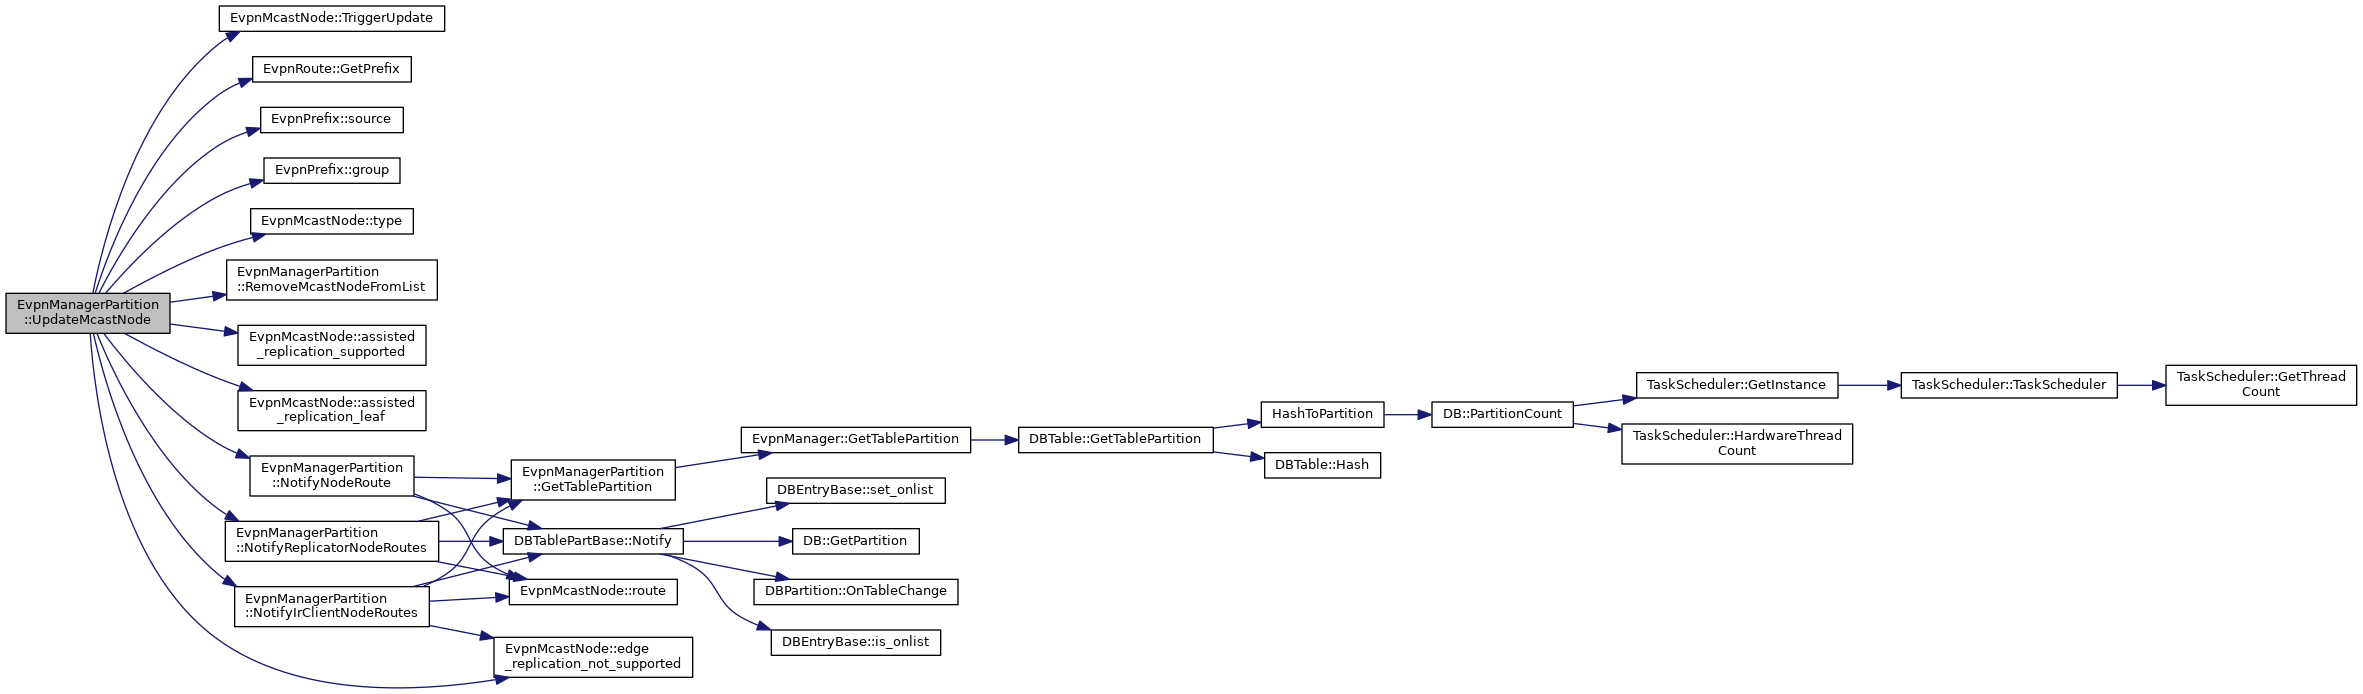 EvpnManagerPartition
::UpdateMcastNode
EvpnMcastNode::TriggerUpdate
EvpnRoute::GetPrefix
EvpnPrefix::source
EvpnPrefix::group
EvpnMcastNode::type
EvpnManagerPartition
::RemoveMcastNodeFromList
EvpnMcastNode::assisted
_replication_supported
EvpnMcastNode::assisted
_replication_leaf
EvpnManagerPartition
::NotifyNodeRoute
EvpnManagerPartition
::NotifyReplicatorNodeRoutes
EvpnManagerPartition
::NotifyIrClientNodeRoutes
EvpnManagerPartition
::GetTablePartition
DBTablePartBase::Notify
EvpnMcastNode::route
EvpnMcastNode::edge
_replication_not_supported
EvpnManager::GetTablePartition
DBEntryBase::set_onlist
DB::GetPartition
DBPartition::OnTableChange
DBEntryBase::is_onlist
DBTable::GetTablePartition
HashToPartition
DBTable::Hash
DB::PartitionCount
TaskScheduler::GetInstance
TaskScheduler::HardwareThread
Count
TaskScheduler::TaskScheduler
TaskScheduler::GetThread
Count